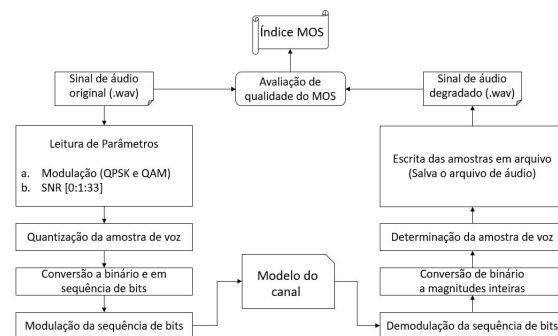 Índice MOS
Sinal de áudio
original (.wav)
Avaliação de
qualidade do MOS
Sinal de áudio
degradado (.wav)
Leitura de Parâmetros
a. Modulação (QPSK e QAM)
b. SNR [0:1:33]
Escrita das amostras em arquivo
(Salva o arquivo de áudio)
Quantização da amostra de voz
Determinação da amostra de voz
Conversão a binário e em
sequência de bits
Modelo do
canal
Conversão de binário
a magnitudes inteiras
Modulação da sequência de bits
Demodulação da sequência de bits